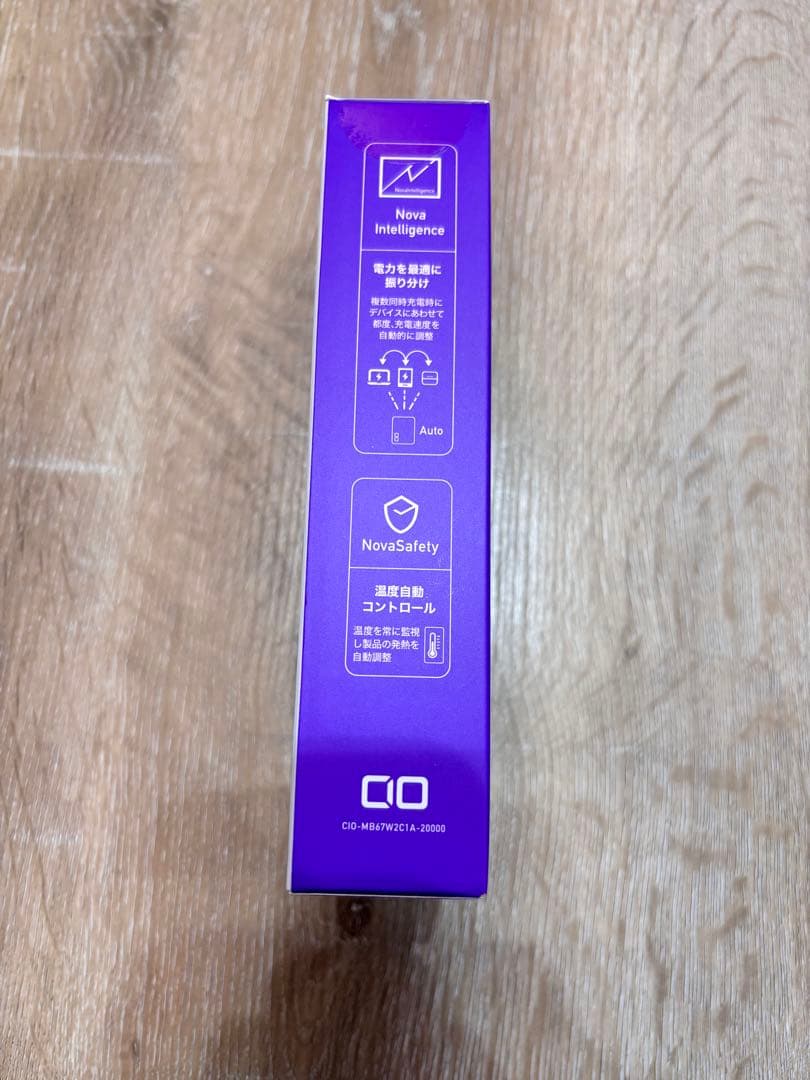 NovaIntelligence
Nova
Intelligence
電力を最適に
振り分け
複数同時充電時に
デバイスにあわせて
都度、充電速度を
自動的に調整
Auto
NovaSafety
温度自動
コントロール
温度を常に監視
し製品の発熱を
自動調整
CIO
CIO-MB67W2C1A-20000